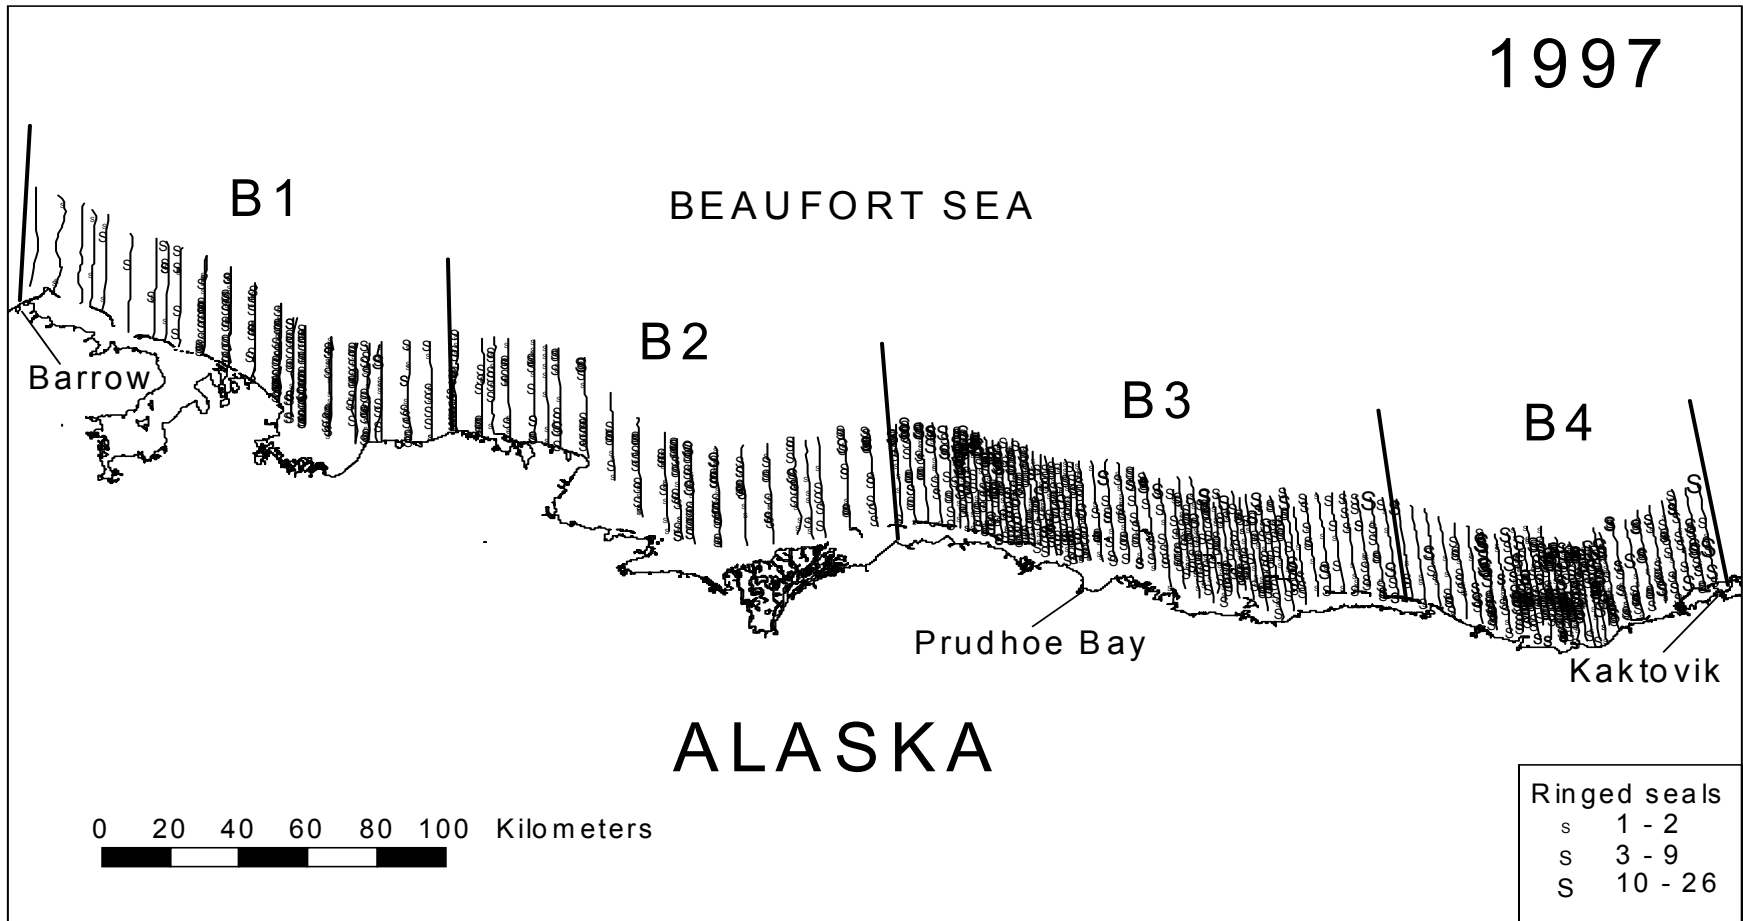 1997
B1
BEAUFORT SEA
B2
B3
B4
Barrow
Prudhoe Bay
Kaktovik
ALASKA
0 20 40 60 80 100 Kilometers
Ringed seals
s 1 - 2
s 3 - 9
S 10 - 26